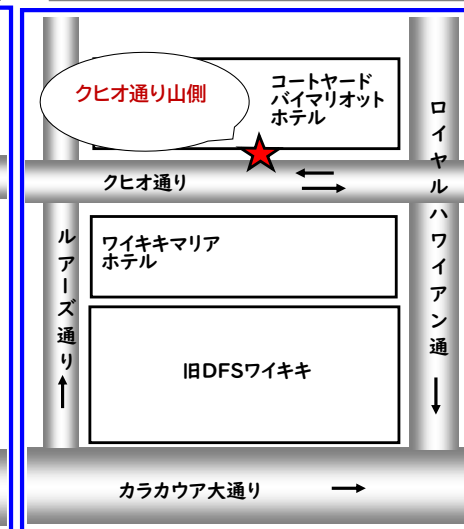 クヒオ通り山側
コートヤード
バイマリオット
ホテル
クヒオ通り
ワイキキマリア
ホテル
旧DFSワイキキ
カラカウア大通り
ルアーズ通り
ロイヤルハワイアン通